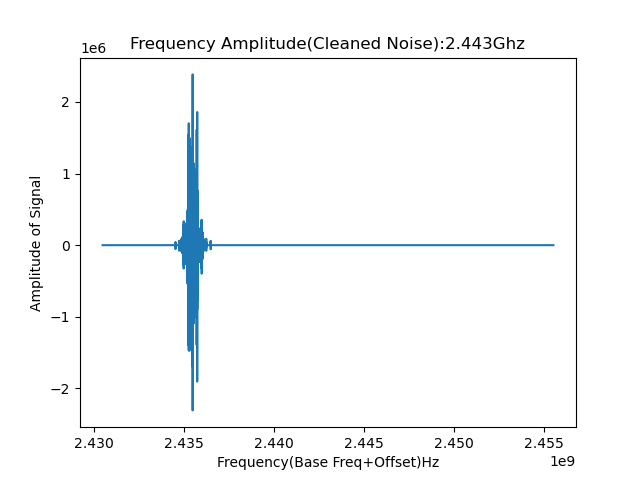 Frequency Amplitude(Cleaned Noise):2.443Ghz
1e6
2
1
0
−1
−2
Amplitude of Signal
2.430 2.435 2.440 2.445 2.450 2.455
1e9
Frequency(Base Freq+Offset)Hz